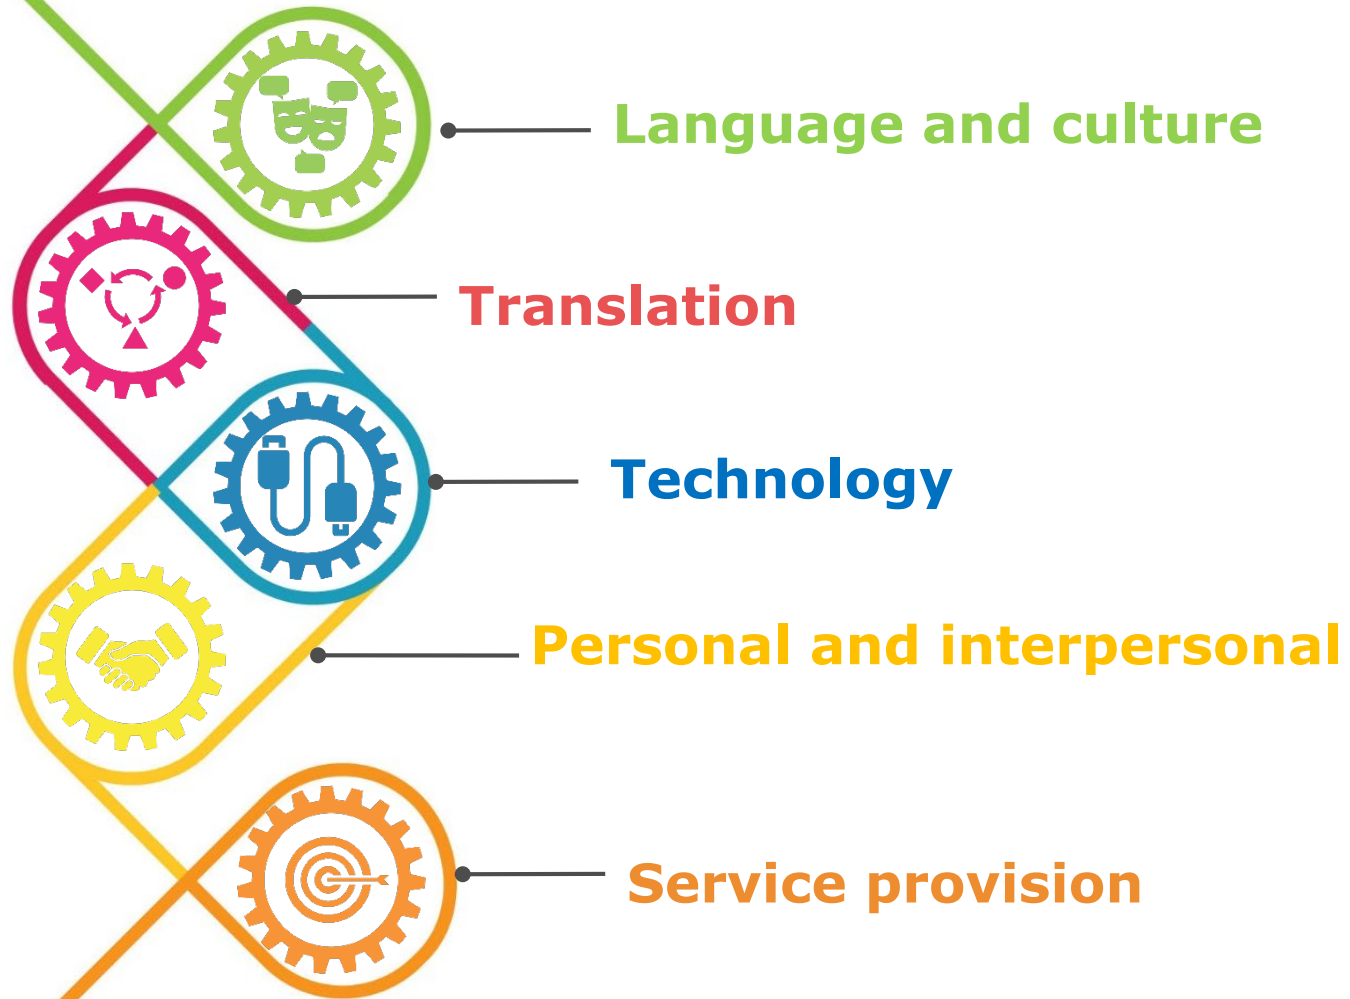 Language and culture
Translation
Technology
Personal and interpersonal
Service provision